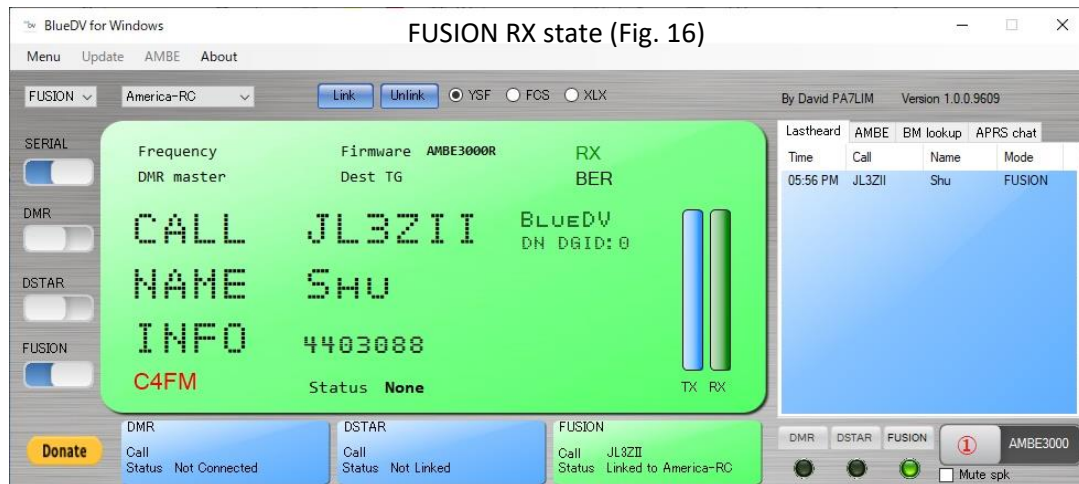 BlueDV for Windows
FUSION RX state (Fig. 16)
Menu Update AMBE About
FUSION America-RC Link Unlink YSF FCS XLX
By David PA7LIM Version 1.0.0.9609
SERIAL
DMR
DSTAR
FUSION
Frequency Firmware AMBE3000R RX
DMR master Dest TG BER
CALL JL3ZII BlueDV
DN DGID:0
NAME Shu
INFO 4403088
C4FM Status None TX RX
Lastheard AMBE BM lookup APRS chat
Time Call Name Mode
05:56 PM JL3ZII Shu FUSION
Donate
DMR
Call
Status Not Connected
DSTAR
Call
Status Not Linked
FUSION
Call JL3ZII
Status Linked to America-RC
DMR DSTAR FUSION ① AMBE3000
Mute spk